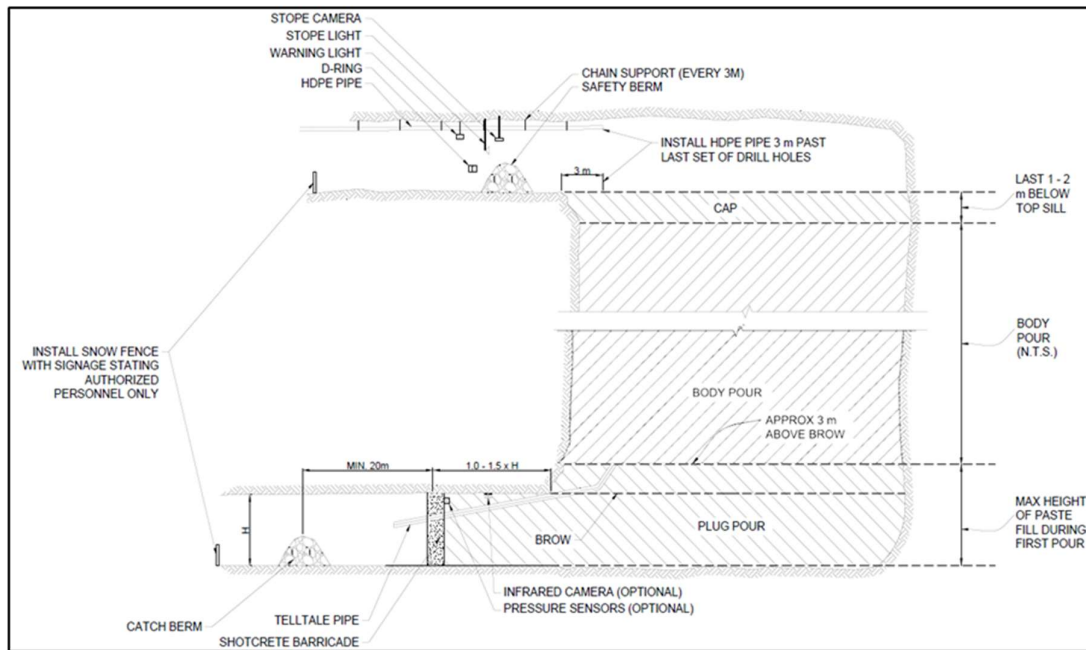 STOPE CAMERA
STOPE LIGHT
WARNING LIGHT
D-RING
HDPE PIPE
CHAIN SUPPORT (EVERY 3M)
SAFETY BERM
INSTALL HDPE PIPE 3 m PAST
LAST SET OF DRILL HOLES
3 m
LAST 1 - 2
m BELOW
TOP SILL
CAP
INSTALL SNOW FENCE
WITH SIGNAGE STATING
AUTHORIZED
PERSONNEL ONLY
BODY
POUR
(N.T.S.)
BODY POUR
APPROX 3 m
ABOVE BROW
MIN. 20m
1.0 - 1.5 x H
H
BROW
PLUG POUR
MAX HEIGHT
OF PASTE
FILL DURING
FIRST POUR
INFRARED CAMERA (OPTIONAL)
PRESSURE SENSORS (OPTIONAL)
TELLTALE PIPE
CATCH BERM
SHOTCRETE BARRICADE